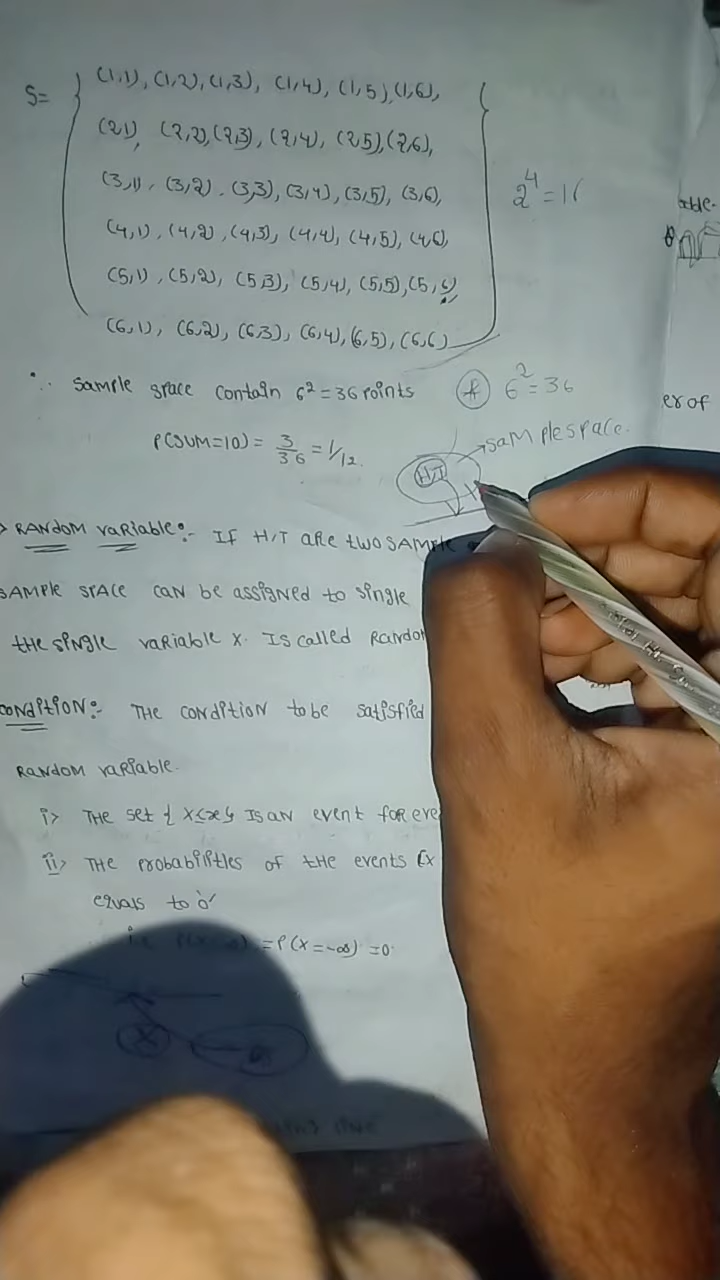 S=
(1,1), (1,2), (1,3), (1,4), (1,5), (1,6),
(2,1), (2,2), (2,3), (2,4), (2,5), (2,6),
(3,1), (3,2), (3,3), (3,4), (3,5), (3,6),
(4,1), (4,2), (4,3), (4,4), (4,5), (4,6),
(5,1), (5,2), (5,3), (5,4), (5,5), (5,6),
(6,1), (6,2), (6,3), (6,4), (6,5), (6,6)
2^4 = 16
∴ Sample space contain 6² = 36 points
6² = 36
P(SUM=10) = 3/36 = 1/12
sample space.
H,T
er of
> RANDOM VARIABLE:- IF H,T ARE TWO SAMPLE
SAMPLE SPACE CAN be assigned to single
THE SINGLE VARIABLE X. Is called Random
CONDITION:- THE CONDITION to be satisfied
RANDOM VARIABLE.
i> THE set { X≤x } IS AN event for eve
ii> THE Probabilities of the events {x
equals to 'o'
= P(X=-∞) = 0.
X